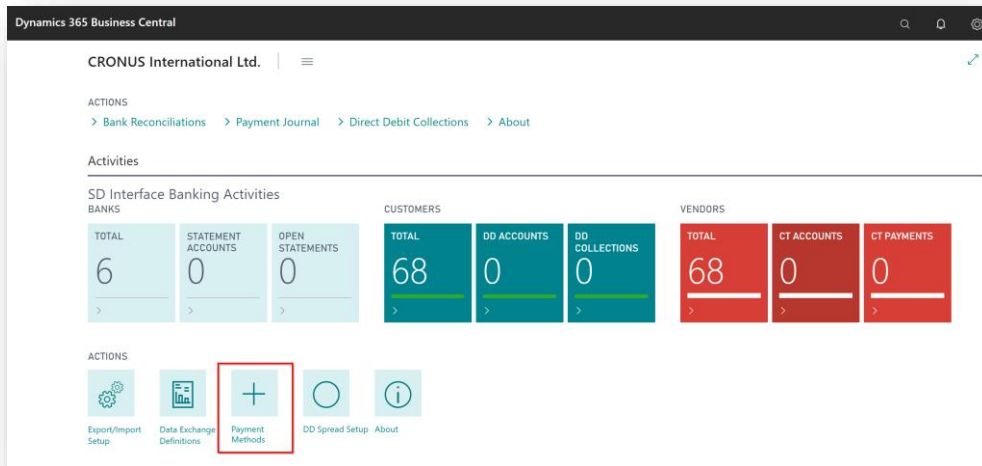 Dynamics 365 Business Central
CRONUS International Ltd.
ACTIONS
> Bank Reconciliations > Payment Journal > Direct Debit Collections > About
Activities
SD Interface Banking Activities
BANKS CUSTOMERS VENDORS
TOTAL
6
STATEMENT
ACCOUNTS
0
OPEN
STATEMENTS
0
TOTAL
68
DD ACCOUNTS
0
DD
COLLECTIONS
0
TOTAL
68
CT ACCOUNTS
0
CT PAYMENTS
0
ACTIONS
Export/Import
Setup
Data Exchange
Definitions
Payment
Methods
DD Spread Setup
About